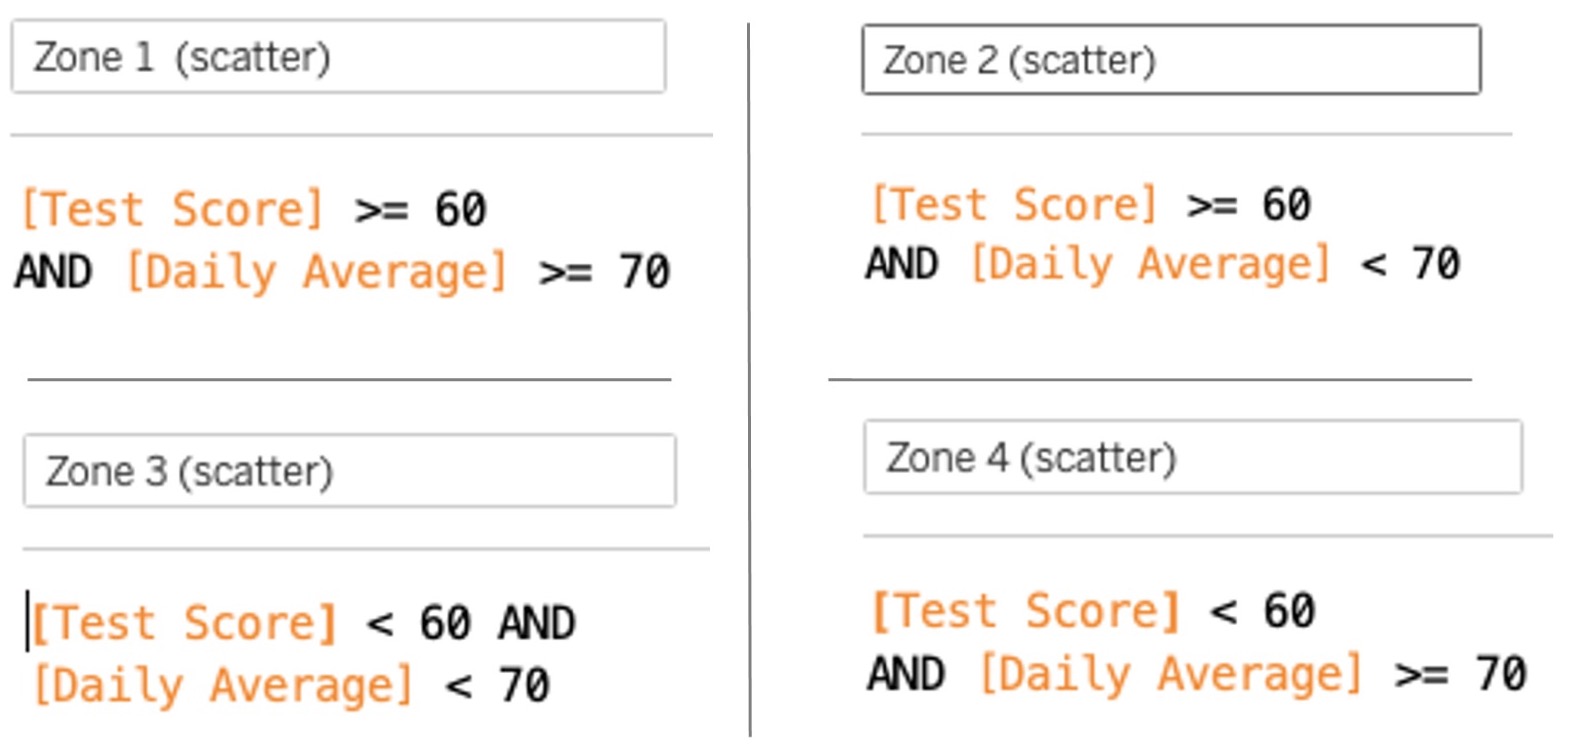 Zone 1  (scatter)
[Test Score] >= 60
AND [Daily Average] >= 70
Zone 2 (scatter)
[Test Score] >= 60
AND [Daily Average] < 70
Zone 3 (scatter)
[Test Score] < 60 AND
[Daily Average] < 70
Zone 4 (scatter)
[Test Score] < 60
AND [Daily Average] >= 70